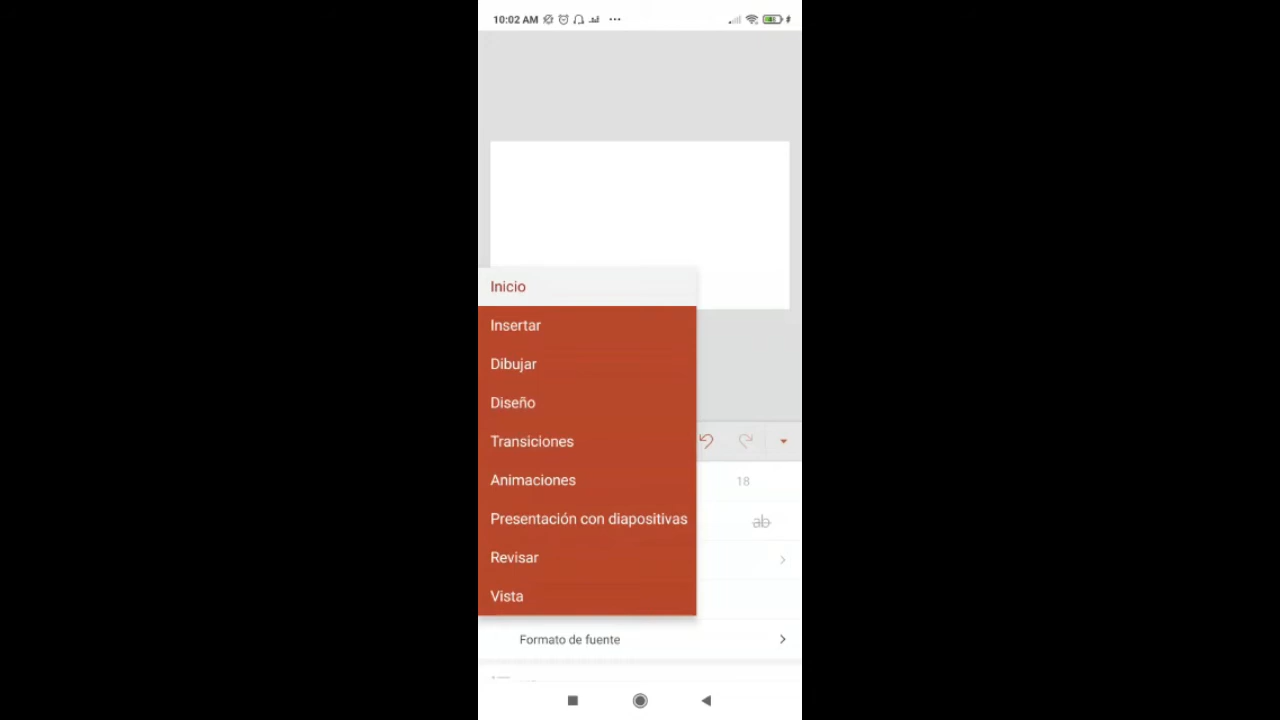 10:02 AM
Inicio
Insertar
Dibujar
Diseño
Transiciones
Animaciones
18
Presentación con diapositivas
ab
Revisar
Vista
Formato de fuente